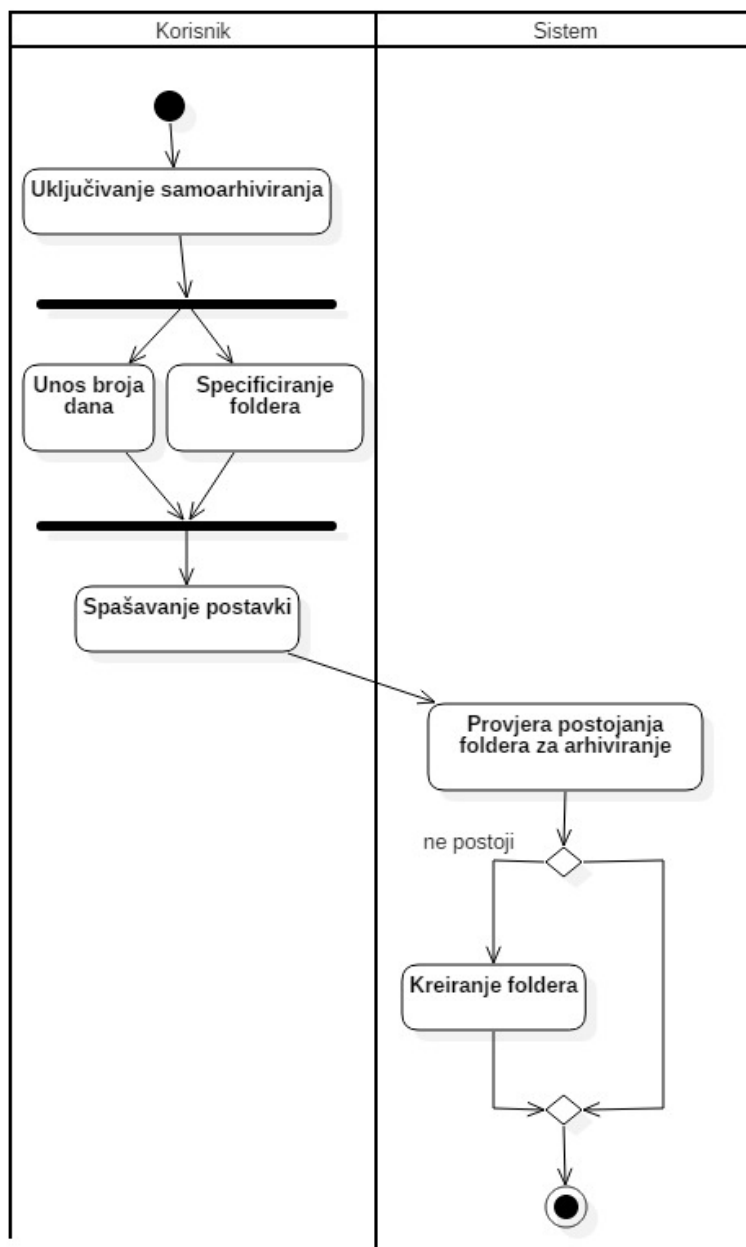 Korisnik
Sistem
Uključivanje samoarhiviranja
Unos broja
dana
Specificiranje
foldera
Spašavanje postavki
Provjera postojanja
foldera za arhiviranje
ne postoji
Kreiranje foldera